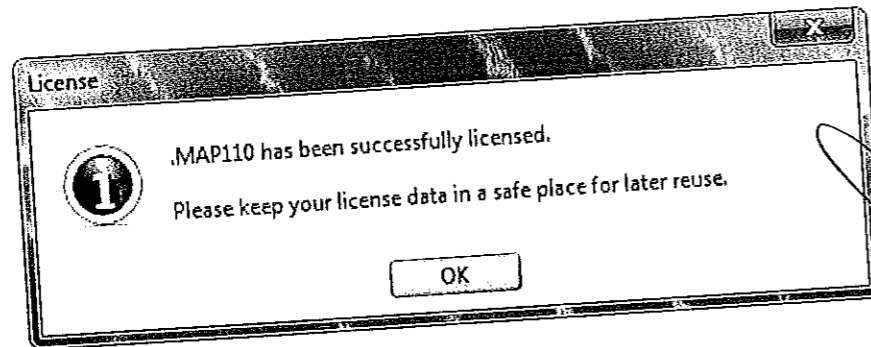 License
.MAP110 has been successfully licensed.
Please keep your license data in a safe place for later reuse.
OK